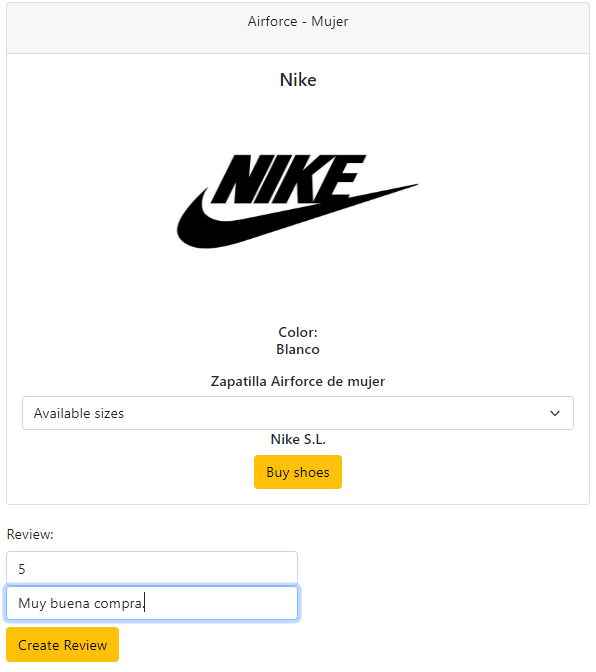 Airforce - Mujer
Nike
NIKE
Color:
Blanco
Zapatilla Airforce de mujer
Available sizes
Nike S.L.
Buy shoes
Review:
5
Muy buena compra.
Create Review